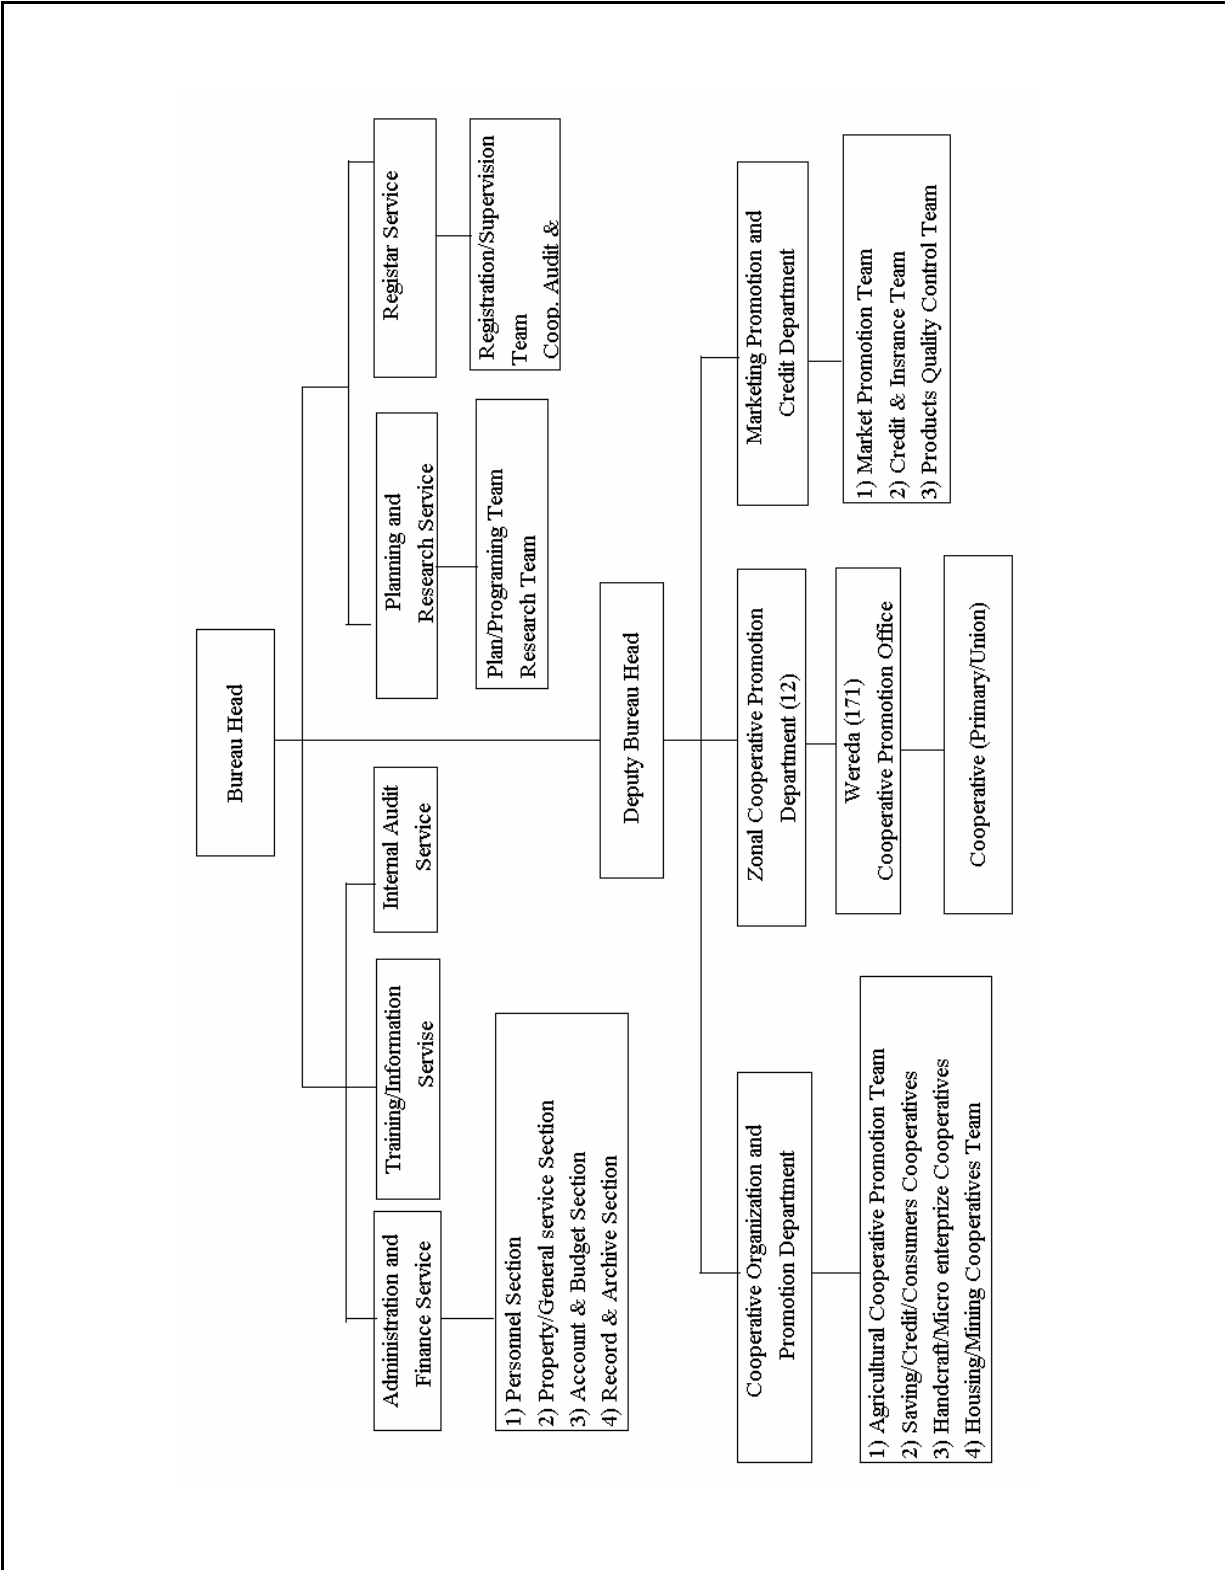 Bureau Head
Administration and
Finance Service
Training/Information
Servise
Internal Audit
Service
Planning and
Research Service
Registar Service
1) Personnel Section
2) Property/General service Section
3) Account & Budget Section
4) Record & Archive Section
Plan/Programing Team
Research Team
Registration/Supervision
Team
Coop. Audit &
Deputy Bureau Head
Cooperative Organization and
Promotion Department
Zonal Cooperative Promotion
Department (12)
Marketing Promotion and
Credit Department
1) Agricultural Cooperative Promotion Team
2) Saving/Credit/Consumers Cooperatives
3) Handcraft/Micro enterprize Cooperatives
4) Housing/Mining Cooperatives Team
Wereda (171)
Cooperative Promotion Office
Cooperative (Primary/Union)
1) Market Promotion Team
2) Credit & Insrance Team
3) Products Quality Control Team